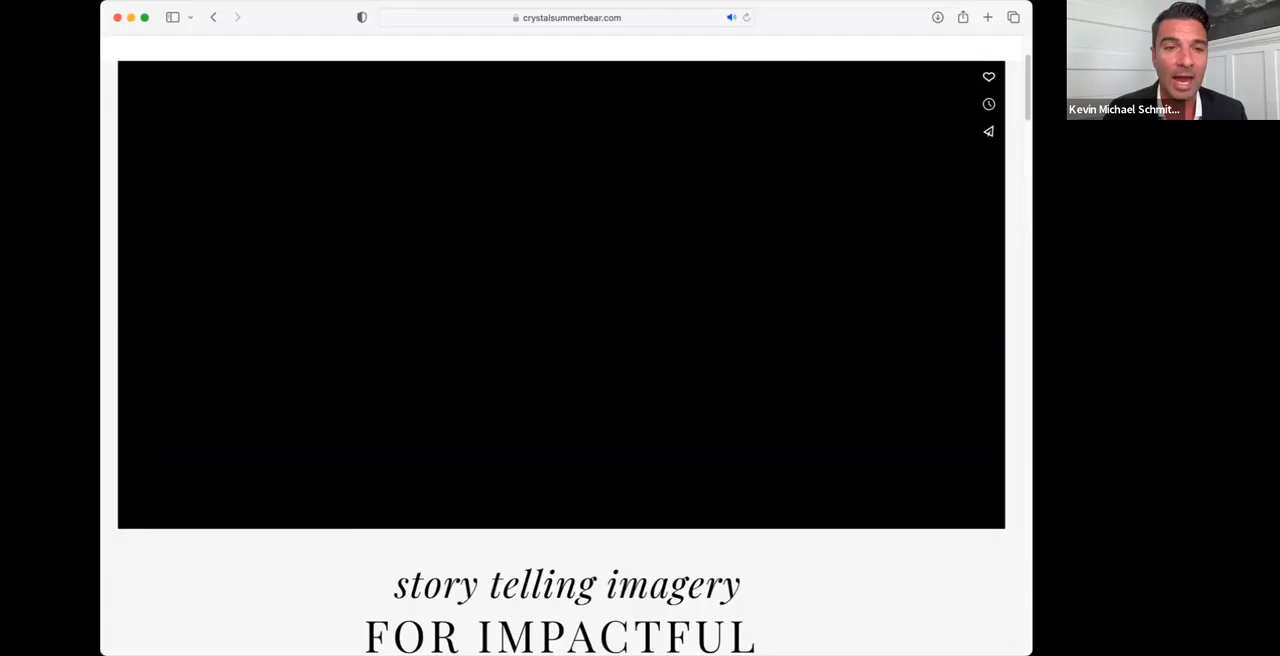 crystalsummerbear.com
Kevin Michael Schmit...
story telling imagery
FOR IMPACTFUL